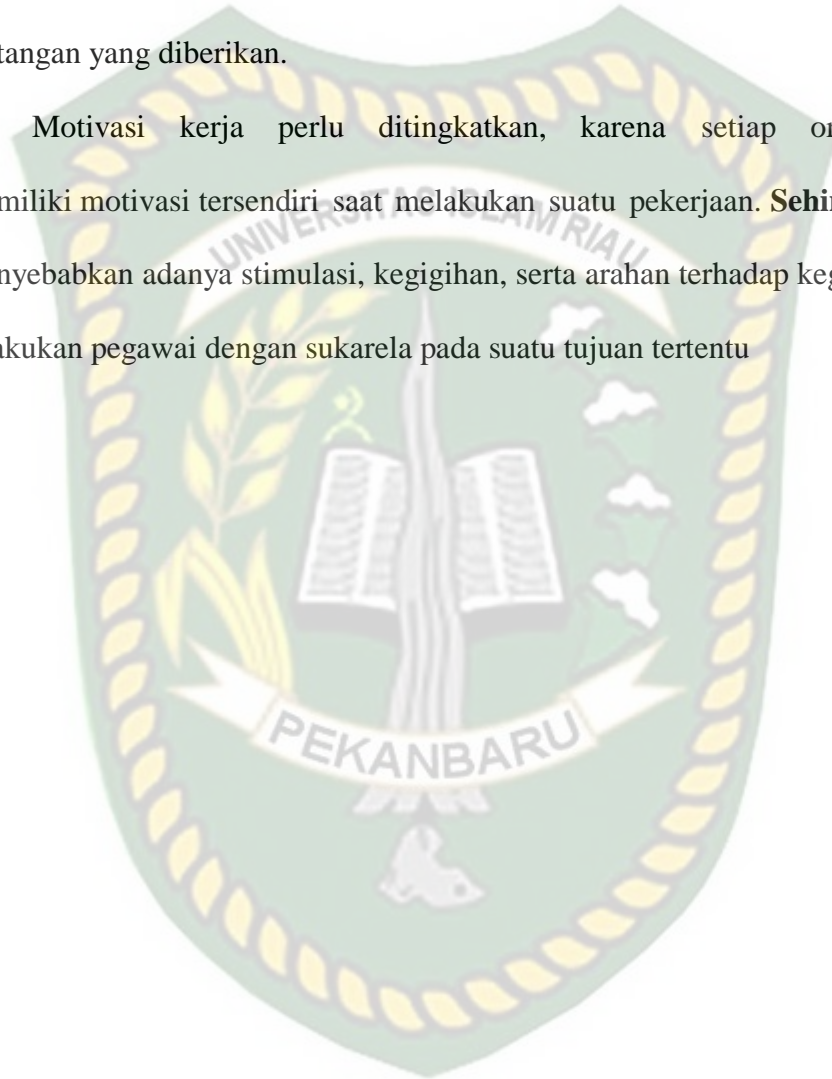 tangan yang diberikan.
Motivasi kerja perlu ditingkatkan, karena setiap or
miliki motivasi tersendiri saat melakukan suatu pekerjaan. Sehin
nyebabkan adanya stimulasi, kegigihan, serta arahan terhadap keg
akukan pegawai dengan sukarela pada suatu tujuan tertentu
UNIVERSITAS ISLAM RIAU
PEKANBARU